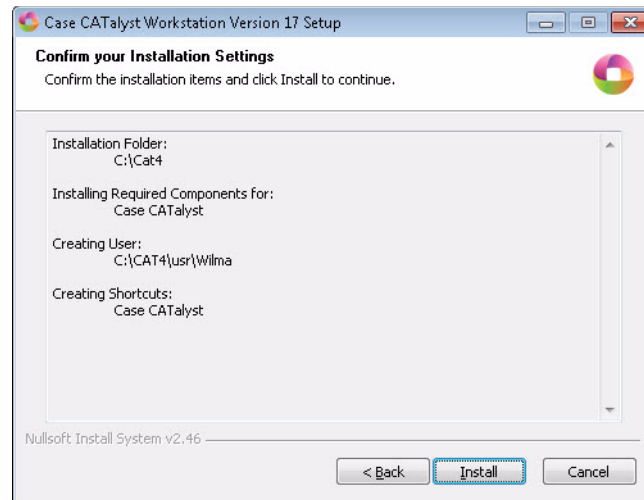 Case CATalyst Workstation Version 17 Setup
Confirm your Installation Settings
Confirm the installation items and click Install to continue.
Installation Folder:
C:\Cat4
Installing Required Components for:
Case CATalyst
Creating User:
C:\CAT4\usr\Wilma
Creating Shortcuts:
Case CATalyst
Nullsoft Install System v2.46
< Back Install Cancel